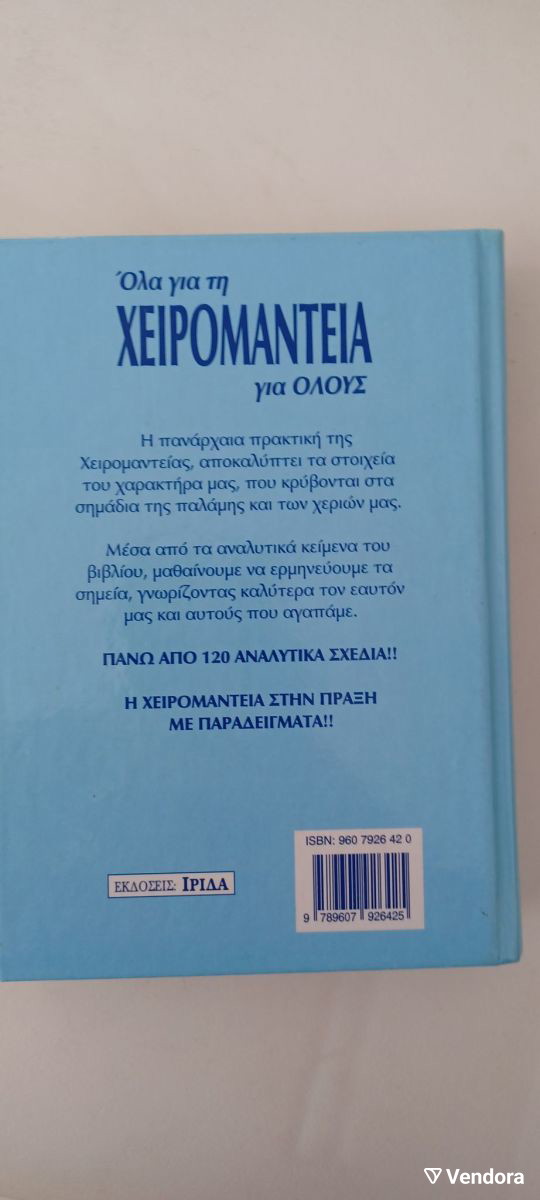 Όλα για τη
ΧΕΙΡΟΜΑΝΤΕΙΑ
για ΟΛΟΥΣ
Η πανάρχαια πρακτική της
Χειρομαντείας, αποκαλύπτει τα στοιχεία
του χαρακτήρα μας, που κρύβονται στα
σημάδια της παλάμης και των χεριών μας.
Μέσα από τα αναλυτικά κείμενα του
βιβλίου, μαθαίνουμε να ερμηνεύουμε τα
σημεία, γνωρίζοντας καλύτερα τον εαυτόν
μας και αυτούς που αγαπάμε.
ΠΑΝΩ ΑΠΟ 120 ΑΝΑΛΥΤΙΚΑ ΣΧΕΔΙΑ!!
Η ΧΕΙΡΟΜΑΝΤΕΙΑ ΣΤΗΝ ΠΡΑΞΗ
ΜΕ ΠΑΡΑΔΕΙΓΜΑΤΑ!!
ISBN: 960 7926 42 0
ΕΚΔΟΣΕΙΣ: ΙΡΙΔΑ
9 789607 926425
Vendora